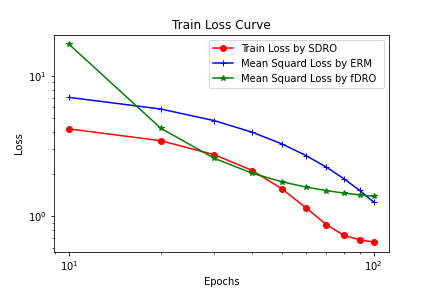 Train Loss Curve
Train Loss by SDRO
Mean Squard Loss by ERM
Mean Squard Loss by fDRO
10¹
10⁰
Loss
10¹
10²
Epochs